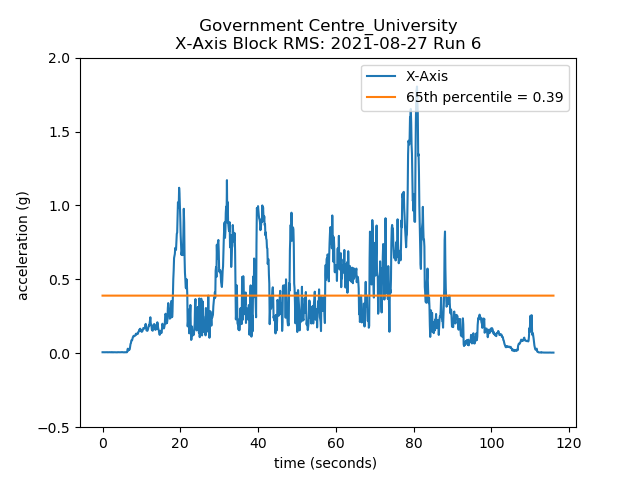 Government Centre_University
X-Axis Block RMS: 2021-08-27 Run 6
X-Axis
65th percentile = 0.39
2.0
1.5
1.0
0.5
0.0
−0.5
acceleration (g)
0 20 40 60 80 100 120
time (seconds)